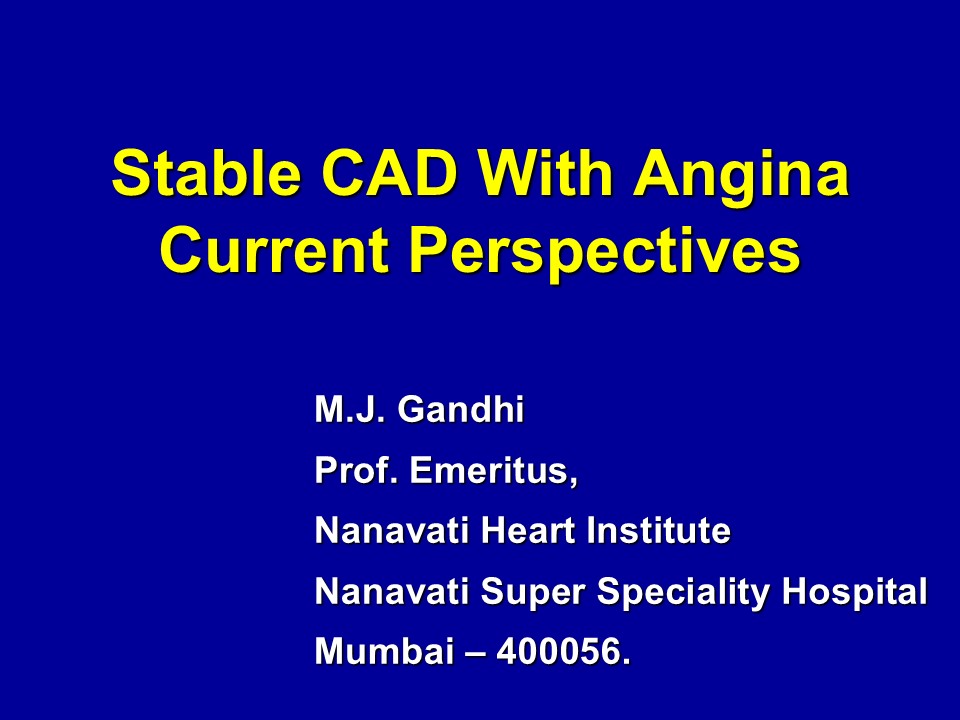 Stable CAD With Angina
Current Perspectives
M.J. Gandhi
Prof. Emeritus,
Nanavati Heart Institute
Nanavati Super Speciality Hospital
Mumbai – 400056.